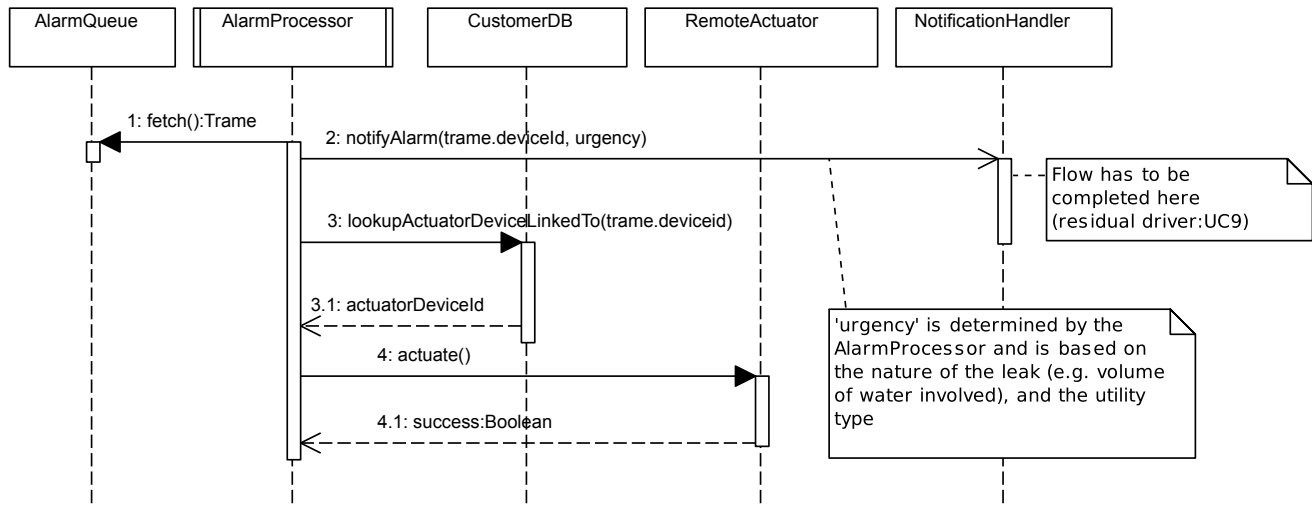 AlarmQueue
AlarmProcessor
CustomerDB
RemoteActuator
NotificationHandler
1: fetch():Trame
2: notifyAlarm(trame.deviceId, urgency)
Flow has to be
completed here
(residual driver:UC9)
3: lookupActuatorDeviceLinkedTo(trame.deviceid)
3.1: actuatorDeviceId
'urgency' is determined by the
AlarmProcessor and is based on
the nature of the leak (e.g. volume
of water involved), and the utility
type
4: actuate()
4.1: success:Boolean